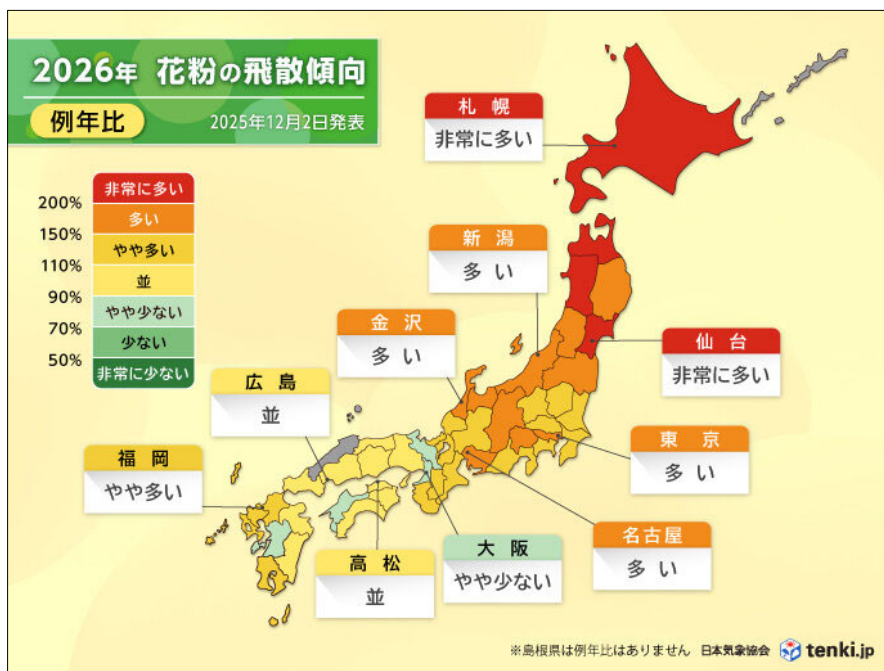 2026年 花粉の飛散傾向
例年比
2025年12月2日発表
非常に多い
200%
多い
150%
やや多い
110%
並
90%
やや少ない
70%
少ない
50%
非常に少ない
札幌
非常に多い
新潟
多い
金沢
多い
仙台
非常に多い
広島
並
東京
多い
福岡
やや多い
名古屋
多い
高松
並
大阪
やや少ない
※島根県は例年比はありません 日本気象協会 tenki.jp